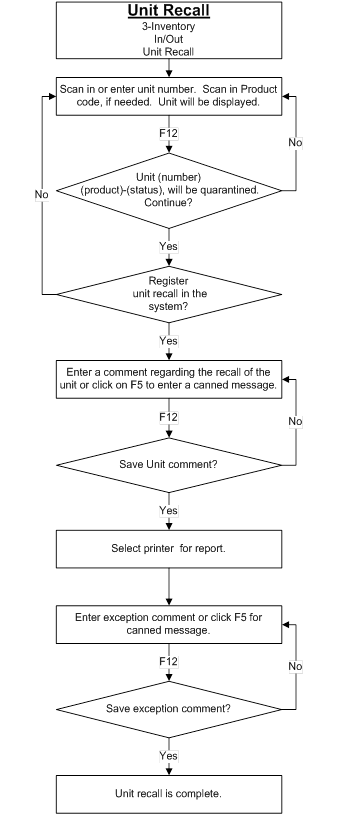 Unit Recall
3-Inventory
In/Out
Unit Recall
Scan in or enter unit number. Scan in Product
code, if needed. Unit will be displayed.
F12
No
Unit (number)
(product)-(status), will be quarantined.
Continue?
No
Yes
Register
unit recall in the
system?
Yes
Enter a comment regarding the recall of the
unit or click on F5 to enter a canned message.
F12
No
Save Unit comment?
Yes
Select printer for report.
Enter exception comment or click F5 for
canned message.
F12
No
Save exception comment?
Yes
Unit recall is complete.